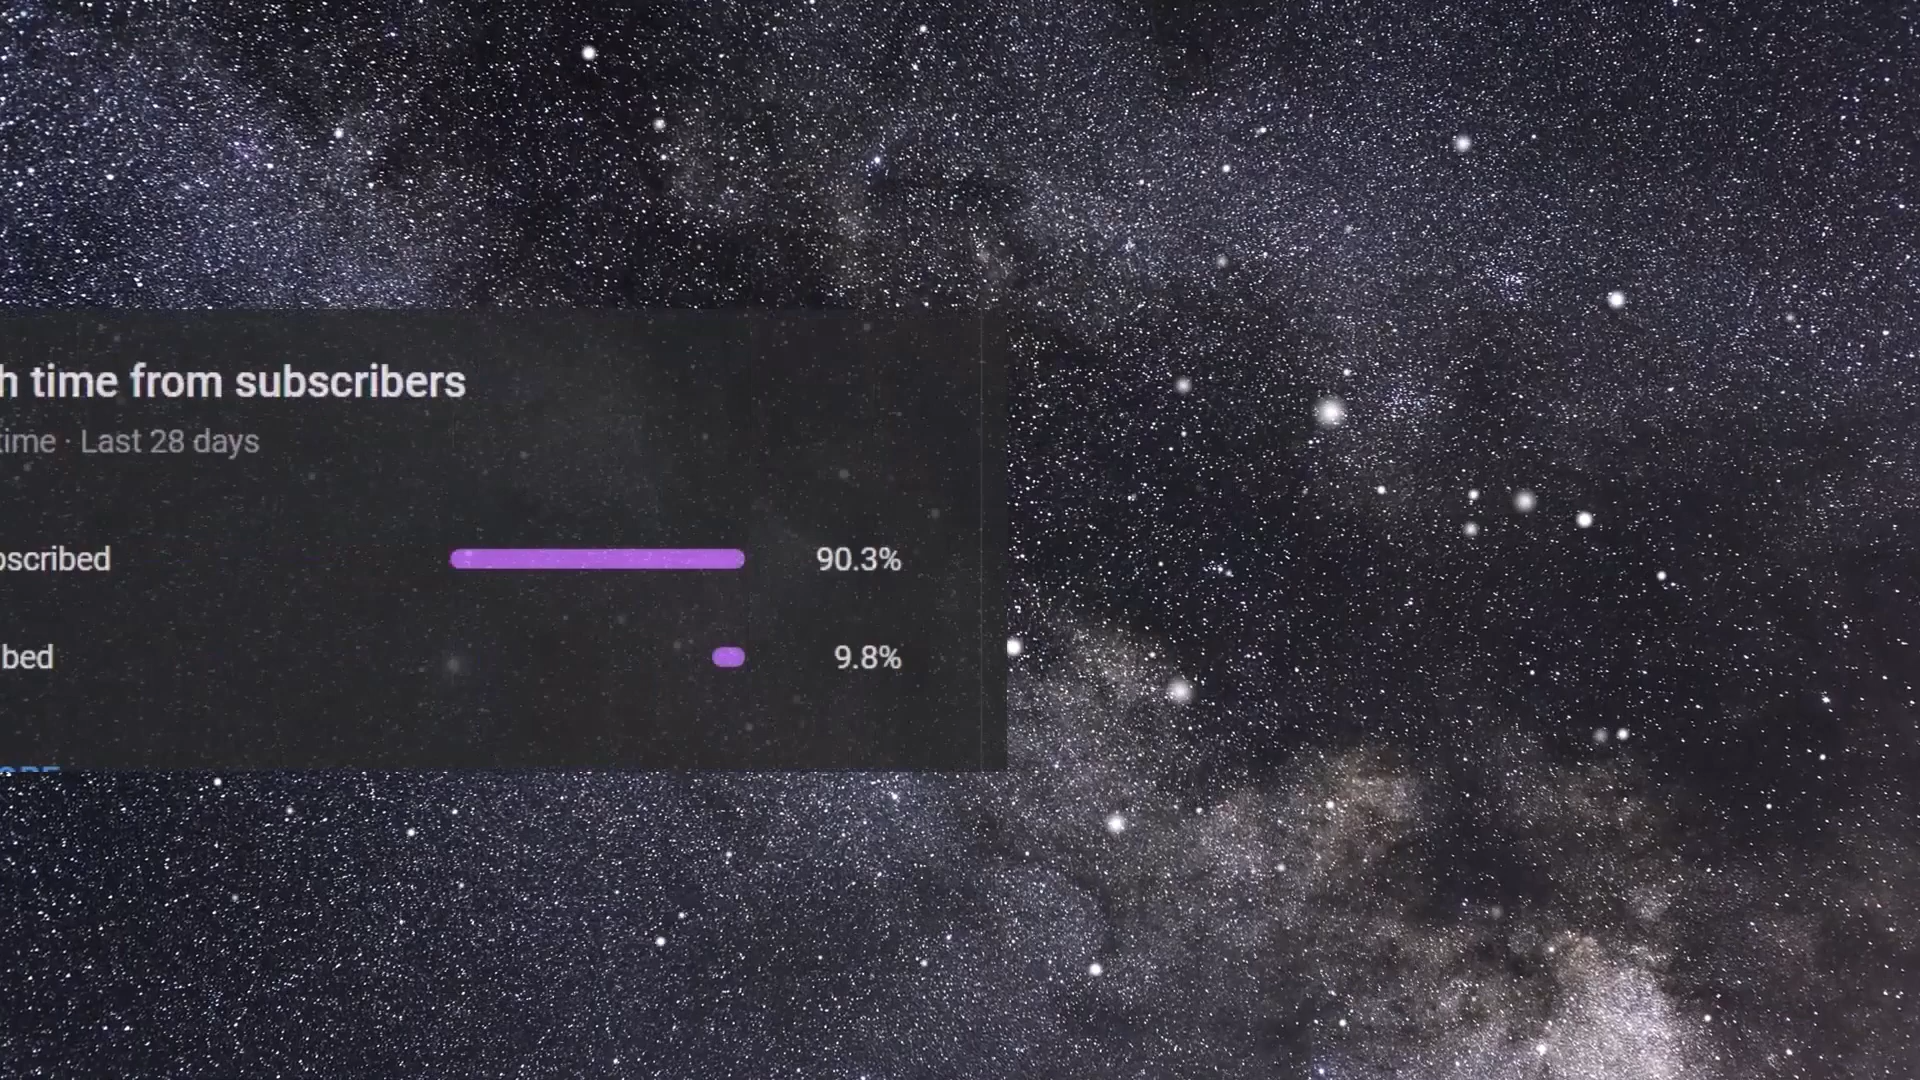 h time from subscribers
time · Last 28 days
bscribed 90.3%
bed 9.8%